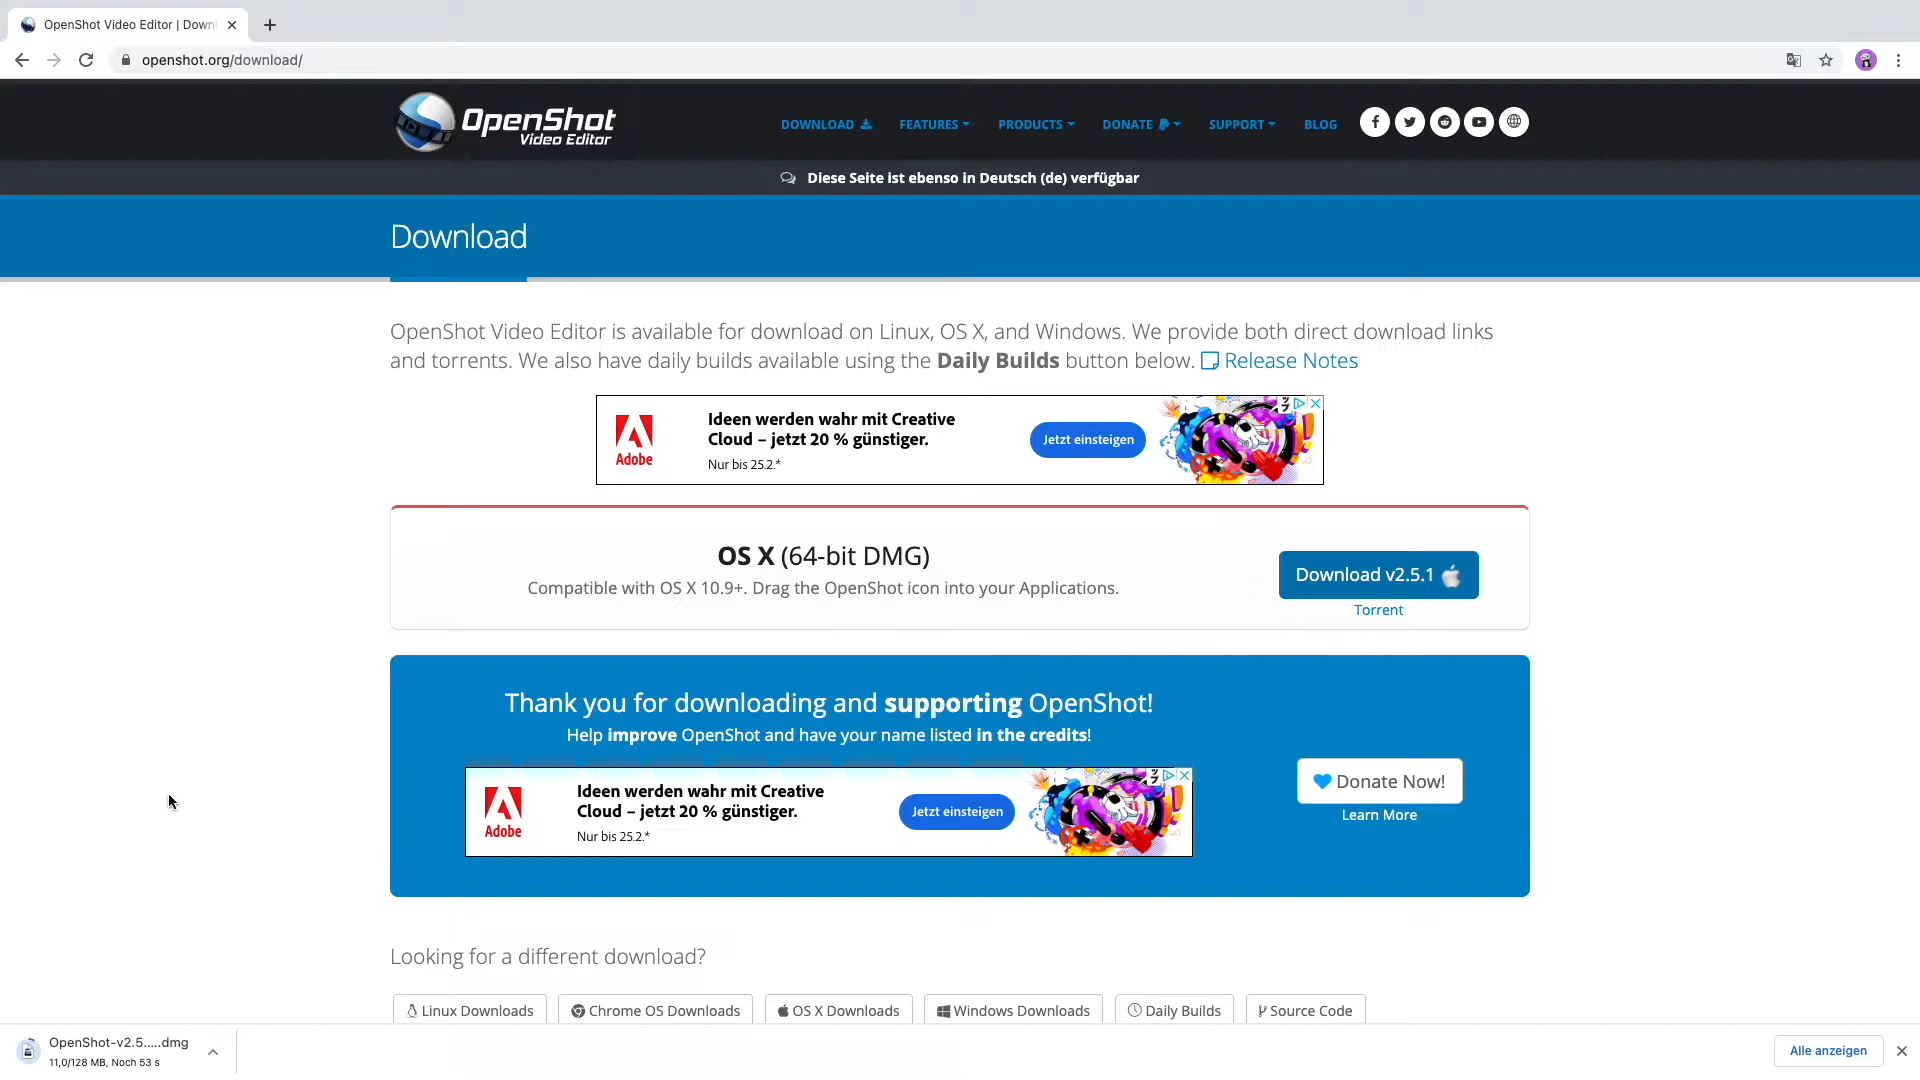 OpenShot Video Editor | Down
openshot.org/download/
OpenShot
Video Editor
DOWNLOAD
FEATURES
PRODUCTS
DONATE
SUPPORT
BLOG
Diese Seite ist ebenso in Deutsch (de) verfügbar
Download
OpenShot Video Editor is available for download on Linux, OS X, and Windows. We provide both direct download links
and torrents. We also have daily builds available using the Daily Builds button below. Release Notes
Adobe
Ideen werden wahr mit Creative
Cloud – jetzt 20 % günstiger.
Nur bis 25.2.*
Jetzt einsteigen
OS X (64-bit DMG)
Compatible with OS X 10.9+. Drag the OpenShot icon into your Applications.
Download v2.5.1
Torrent
Thank you for downloading and supporting OpenShot!
Help improve OpenShot and have your name listed in the credits!
Adobe
Ideen werden wahr mit Creative
Cloud – jetzt 20 % günstiger.
Nur bis 25.2.*
Jetzt einsteigen
Donate Now!
Learn More
Looking for a different download?
Linux Downloads
Chrome OS Downloads
OS X Downloads
Windows Downloads
Daily Builds
Source Code
OpenShot-v2.5.....dmg
11,0/128 MB, Noch 53 s
Alle anzeigen